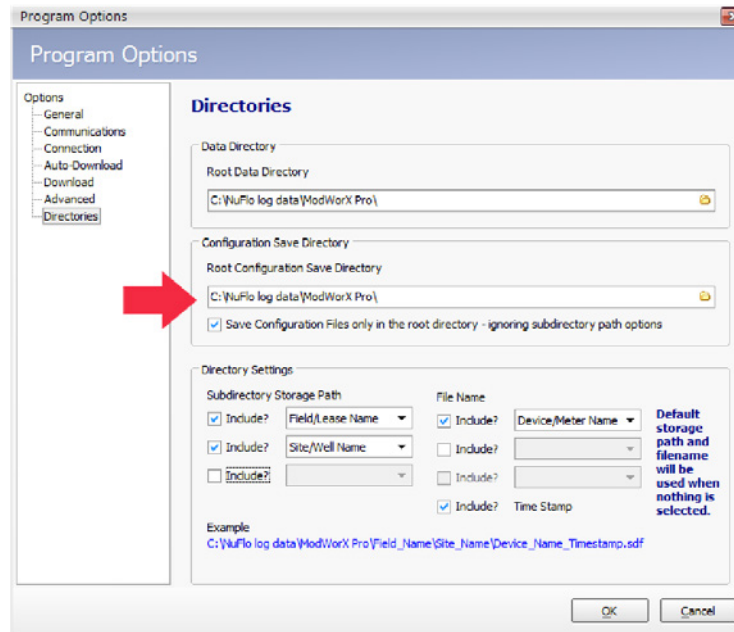 Program Options
Program Options
Options
General
Communications
Connection
Auto-Download
Download
Advanced
Directories
Directories
Data Directory
Root Data Directory
C:\NuFlo log data\ModWorX Pro\
Configuration Save Directory
Root Configuration Save Directory
C:\NuFlo log data\ModWorX Pro\
Save Configuration Files only in the root directory - ignoring subdirectory path options
Directory Settings
Subdirectory Storage Path
Include? Field/Lease Name
Include? Site/Well Name
Include?
File Name
Include? Device/Meter Name
Include?
Include?
Include? Time Stamp
Default
storage
path and
filename
will be
used when
nothing is
selected.
Example
C:\NuFlo log data\ModWorX Pro\Field_Name\Site_Name\Device_Name_Timestamp.sdf
OK Cancel